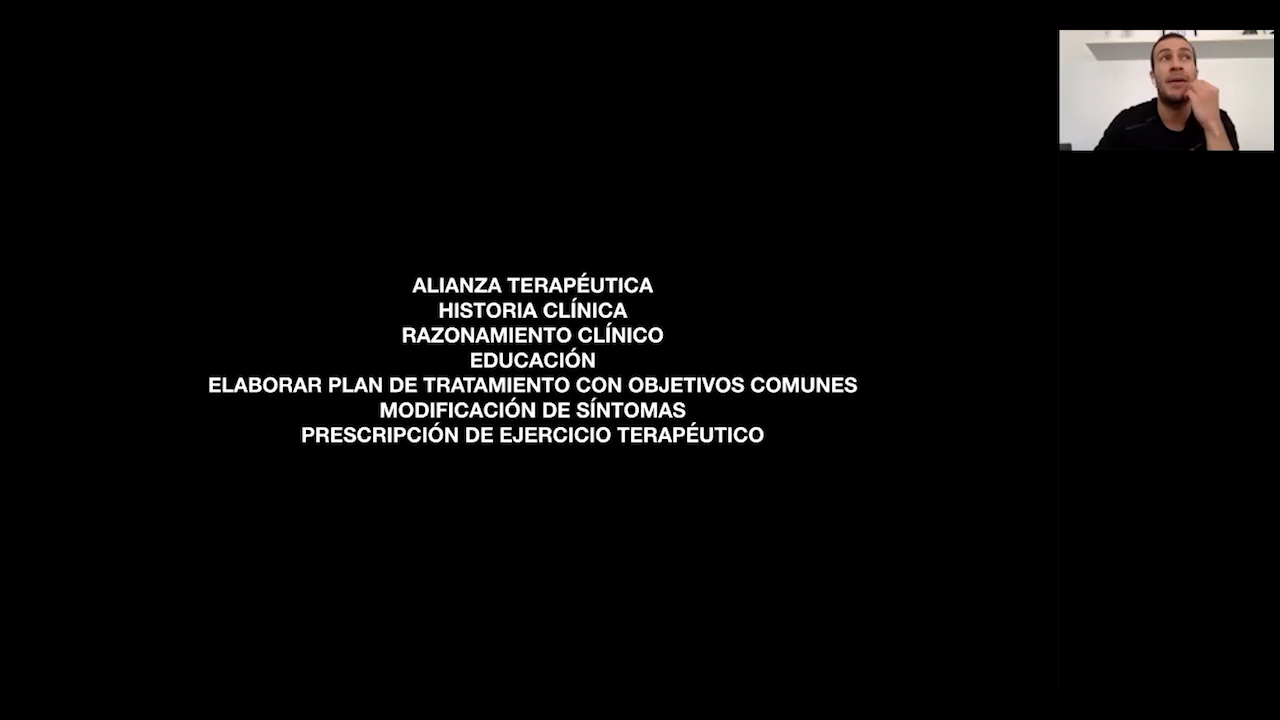 ALIANZA TERAPÉUTICA
HISTORIA CLÍNICA
RAZONAMIENTO CLÍNICO
EDUCACIÓN
ELABORAR PLAN DE TRATAMIENTO CON OBJETIVOS COMUNES
MODIFICACIÓN DE SÍNTOMAS
PRESCRIPCIÓN DE EJERCICIO TERAPÉUTICO